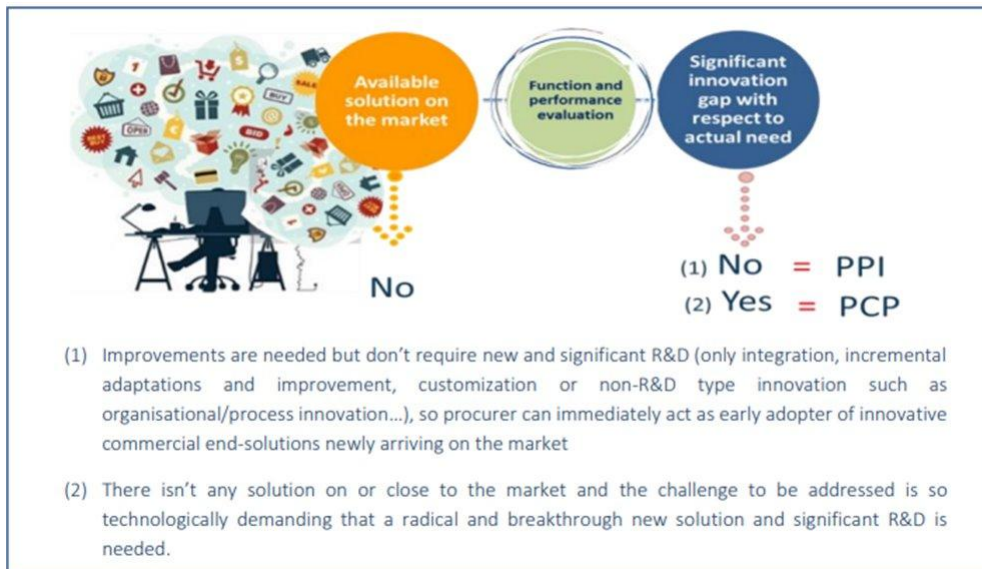 Available
solution on
the market
Function and
performance
evaluation
Significant
innovation
gap with
respect to
actual need
SALE
BUY
OPEN
BID
No
(1) No = PPI
(2) Yes = PCP
(1) Improvements are needed but don’t require new and significant R&D (only integration, incremental
adaptations and improvement, customization or non-R&D type innovation such as
organisational/process innovation…), so procurer can immediately act as early adopter of innovative
commercial end-solutions newly arriving on the market
(2) There isn’t any solution on or close to the market and the challenge to be addressed is so
technologically demanding that a radical and breakthrough new solution and significant R&D is
needed.